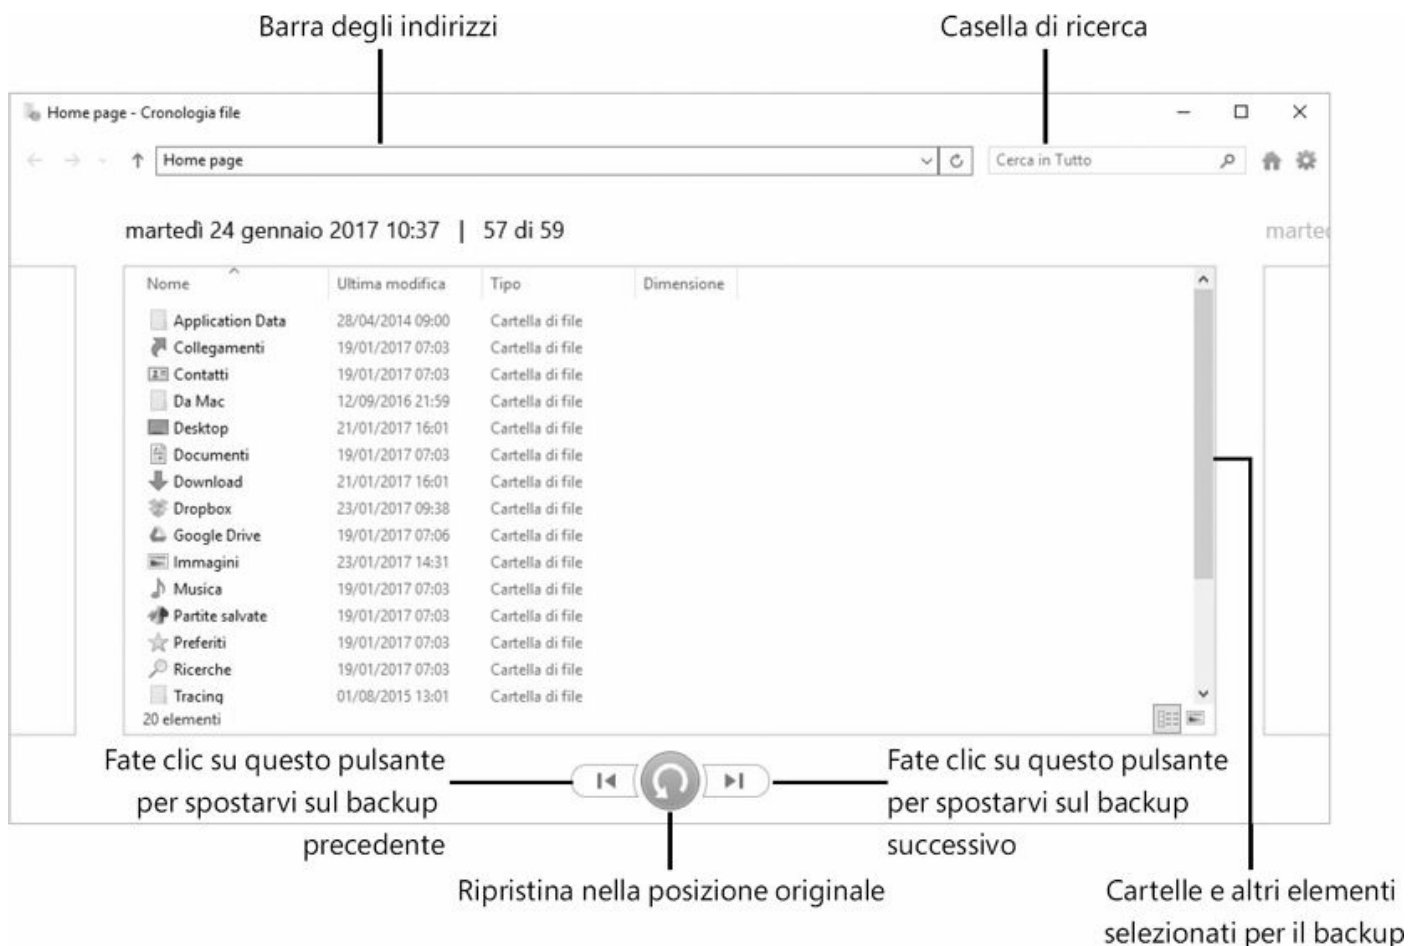 Barra degli indirizzi
Casella di ricerca
Home page - Cronologia file
Home page
Cerca in Tutto
martedì 24 gennaio 2017 10:37 | 57 di 59
Nome Ultima modifica Tipo Dimensione
Application Data 28/04/2014 09:00 Cartella di file
Collegamenti 19/01/2017 07:03 Cartella di file
Contatti 19/01/2017 07:03 Cartella di file
Da Mac 12/09/2016 21:59 Cartella di file
Desktop 21/01/2017 16:01 Cartella di file
Documenti 19/01/2017 07:03 Cartella di file
Download 21/01/2017 16:01 Cartella di file
Dropbox 23/01/2017 09:38 Cartella di file
Google Drive 19/01/2017 07:06 Cartella di file
Immagini 23/01/2017 14:31 Cartella di file
Musica 19/01/2017 07:03 Cartella di file
Partite salvate 19/01/2017 07:03 Cartella di file
Preferiti 19/01/2017 07:03 Cartella di file
Ricerche 19/01/2017 07:03 Cartella di file
Tracing 01/08/2015 13:01 Cartella di file
20 elementi
Fate clic su questo pulsante
per spostarvi sul backup
precedente
Fate clic su questo pulsante
per spostarvi sul backup
successivo
Ripristina nella posizione originale
Cartelle e altri elementi
selezionati per il backup